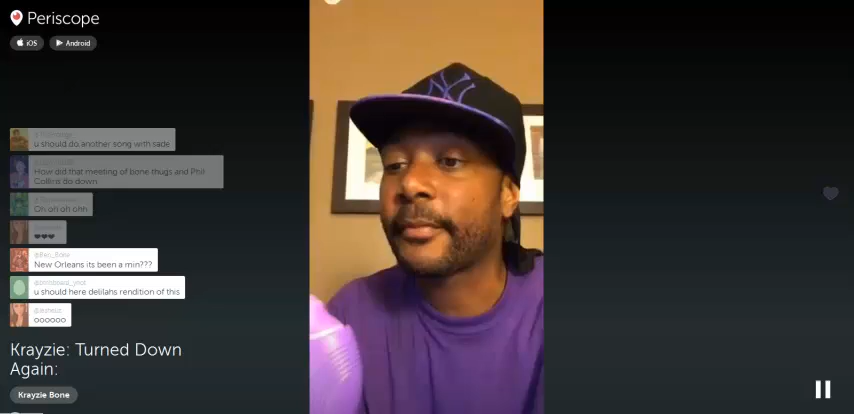 Periscope
iOS
Android
u should do another song with sade
How did that meeting of bone thugs and Phil
Collins go down
Oh oh oh ohh
New Orleans its been a min???
u should here delilahs rendition of this
oooooo
Krayzie: Turned Down
Again:
Krayzie Bone
NY